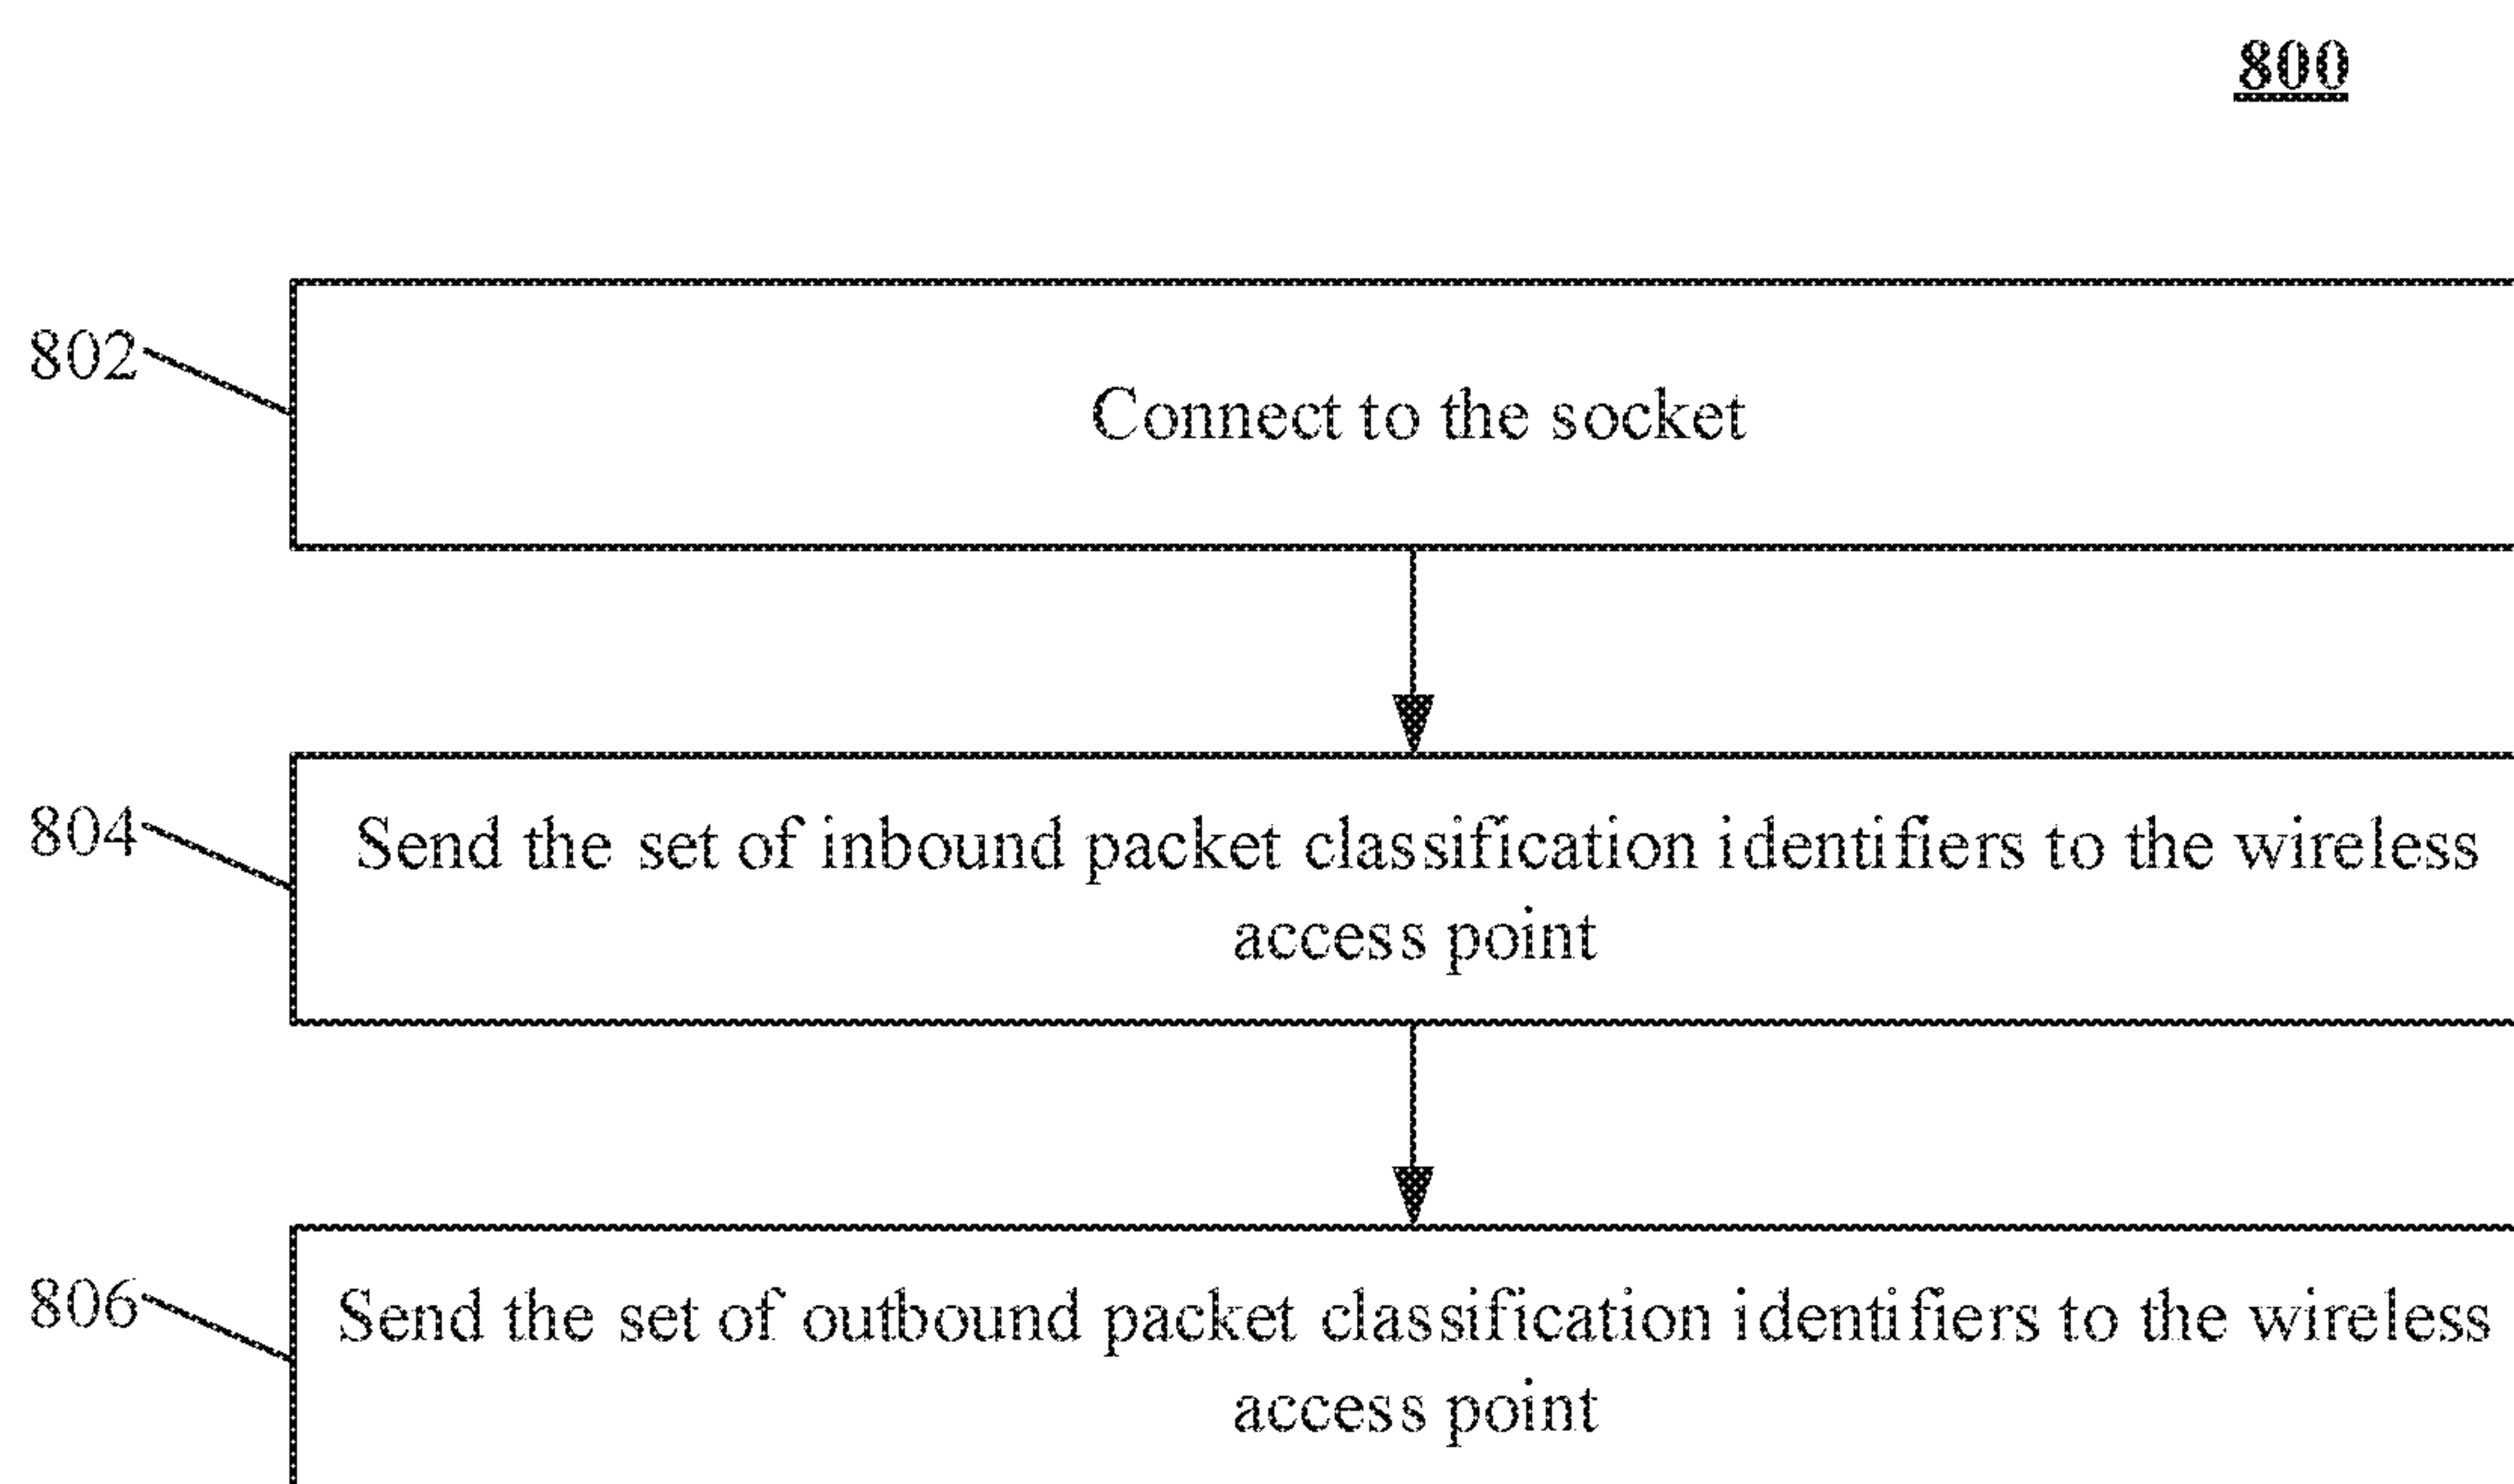 800
802
Connect to the socket
804
Send the set of inbound packet classification identifiers to the wireless
access point
806
Send the set of outbound packet classification identifiers to the wireless
access point